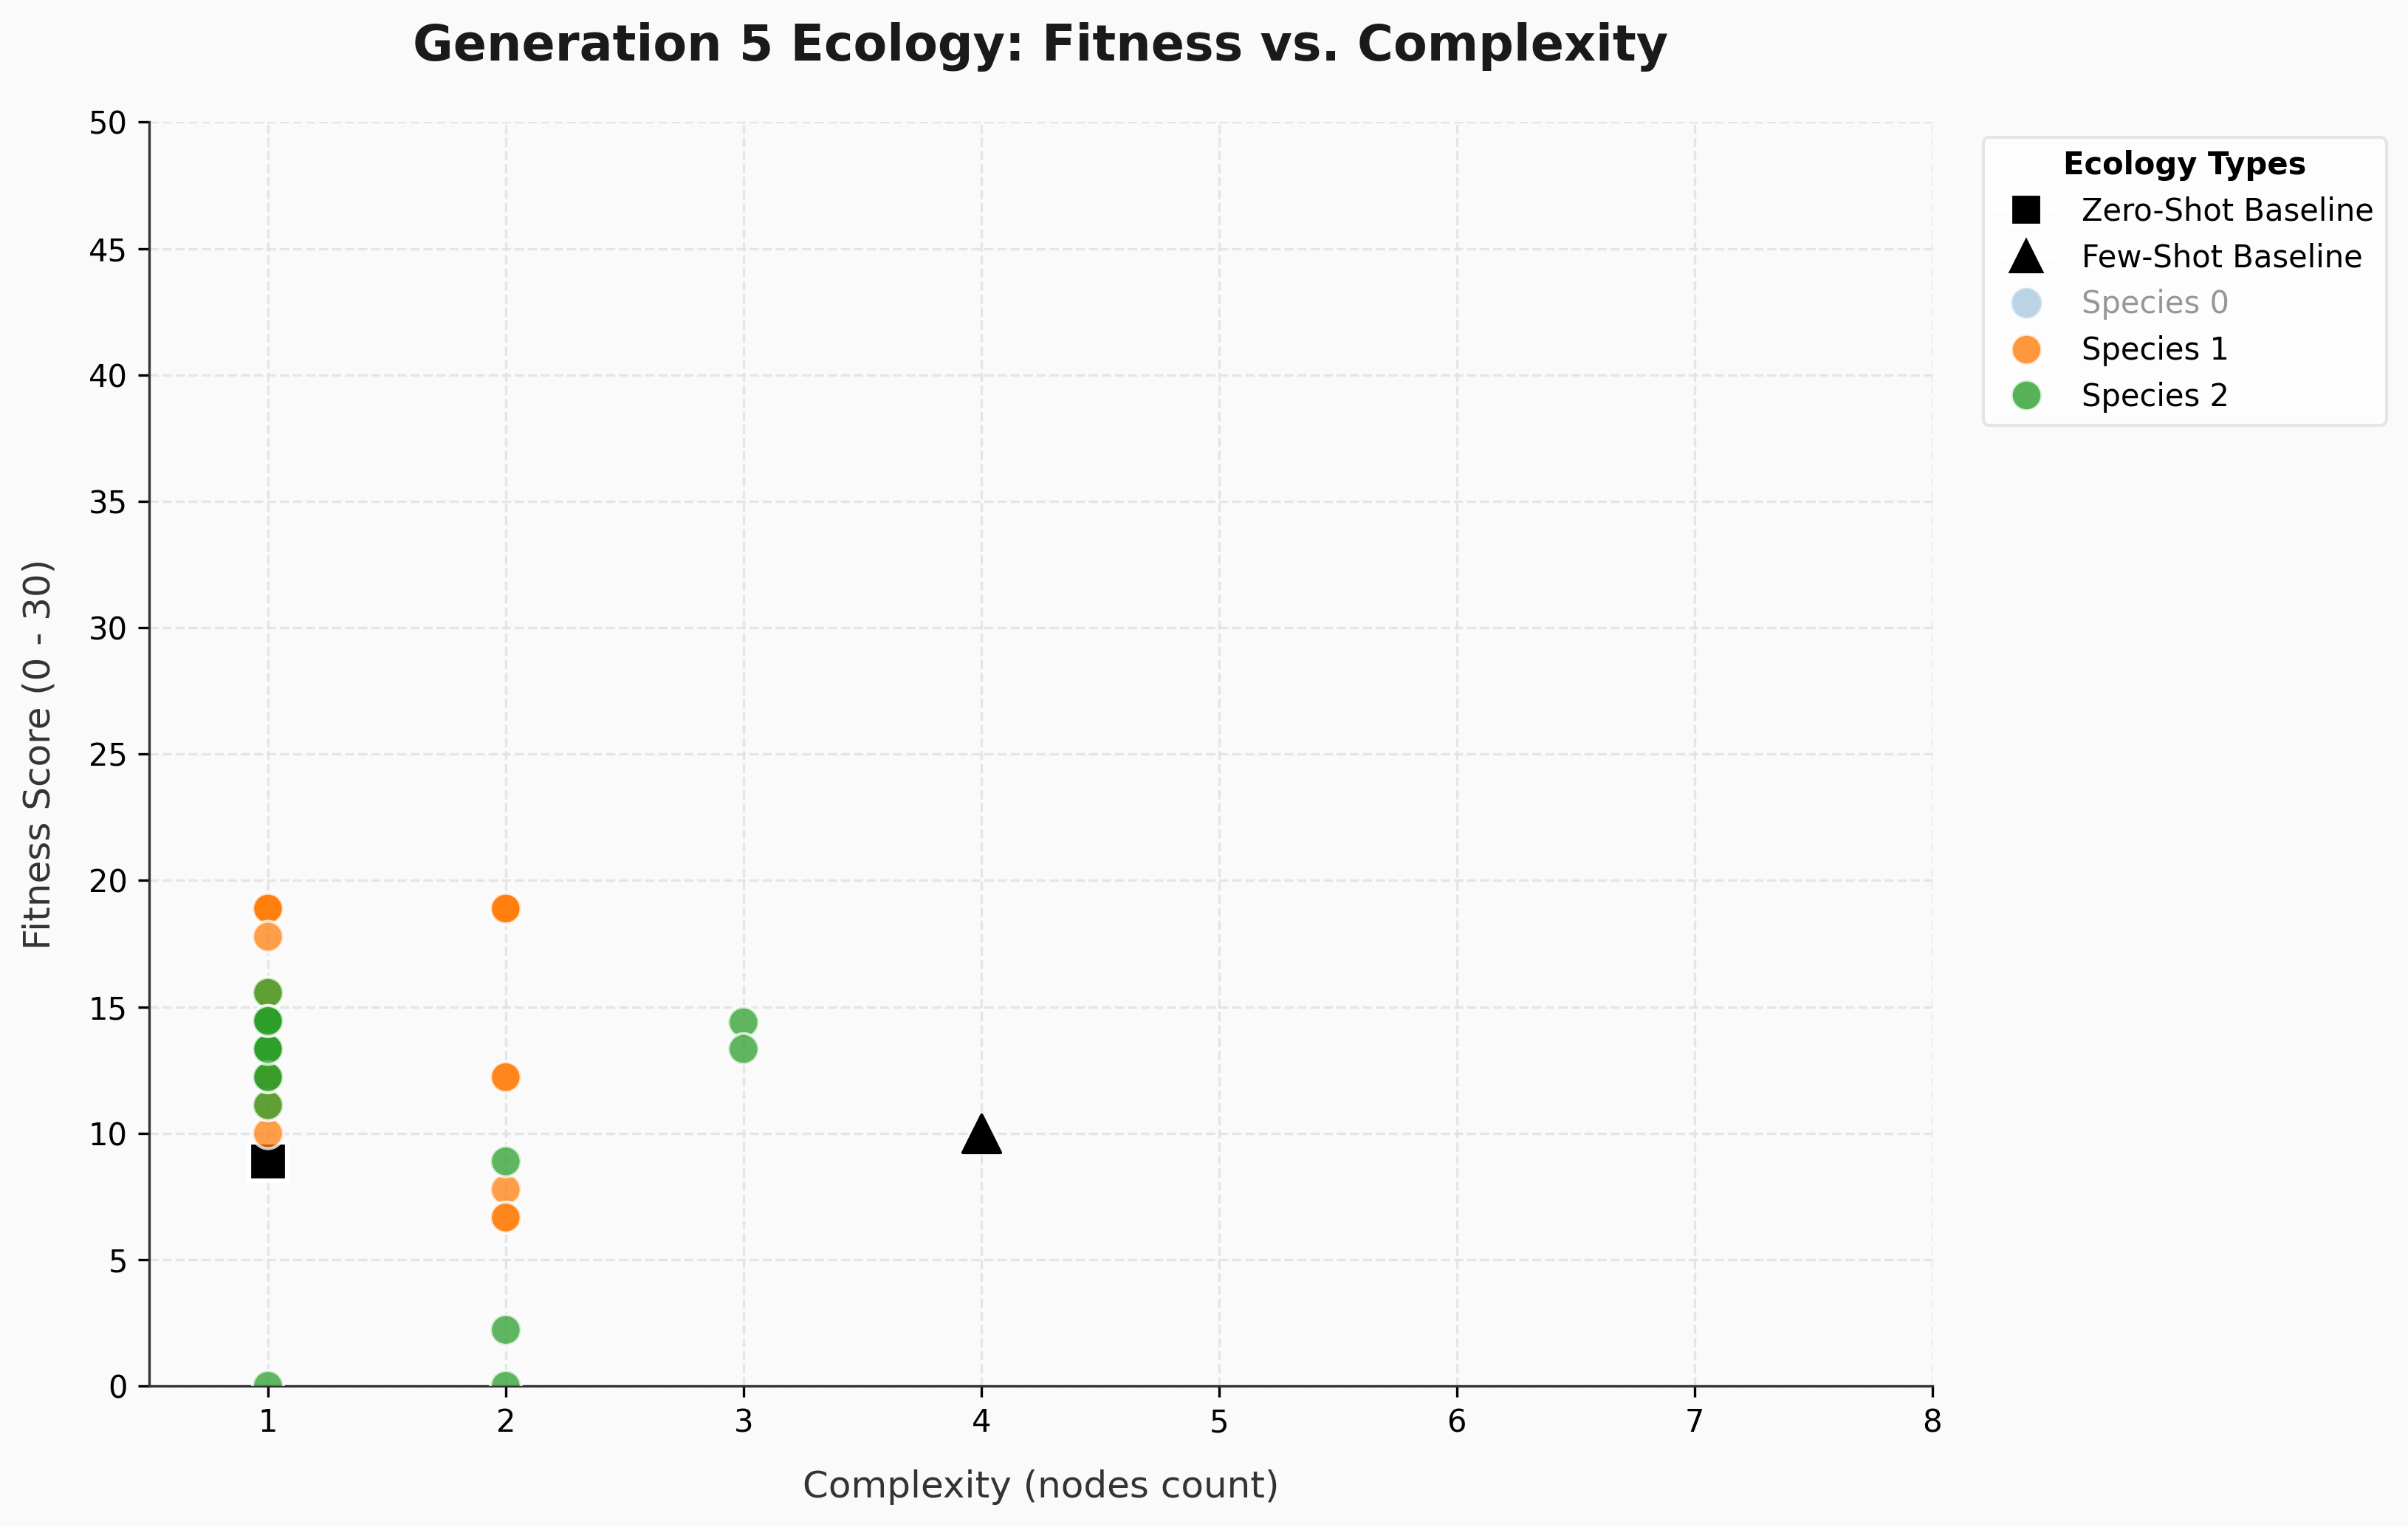 Generation 5 Ecology: Fitness vs. Complexity
50
45
40
35
30
25
20
15
10
5
0
Fitness Score (0 - 30)
1 2 3 4 5 6 7 8
Complexity (nodes count)
Ecology Types
Zero-Shot Baseline
Few-Shot Baseline
Species 0
Species 1
Species 2